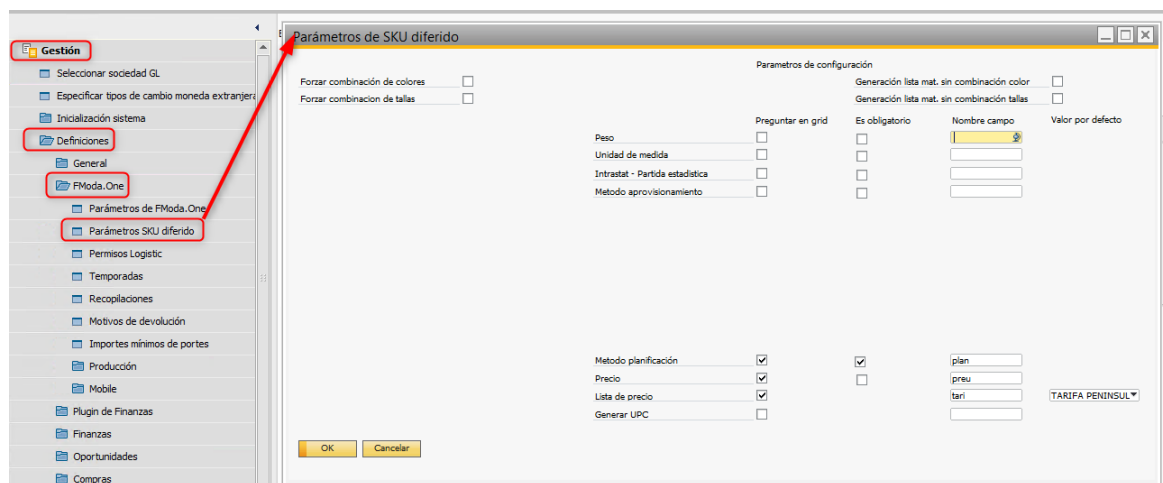 Gestión
Seleccionar sociedad GL
Especificar tipos de cambio moneda extranjera
Inicialización sistema
Definiciones
General
FModa.One
Parámetros de FModa.One
Parámetros SKU diferido
Permisos Logistic
Temporadas
Recopilaciones
Motivos de devolución
Importes mínimos de portes
Producción
Mobile
Plugin de Finanzas
Finanzas
Oportunidades
Compras
Parámetros de SKU diferido
Parametros de configuración
Forzar combinación de colores
Generación lista mat. sin combinación color
Forzar combinacion de tallas
Generación lista mat. sin combinación tallas
Preguntar en grid Es obligatorio Nombre campo Valor por defecto
Peso
Unidad de medida
Intrastat - Partida estadistica
Metodo aprovisionamiento
Metodo planificación plan
Precio preu
Lista de precio tari TARIFA PENINSUL
Generar UPC
OK Cancelar